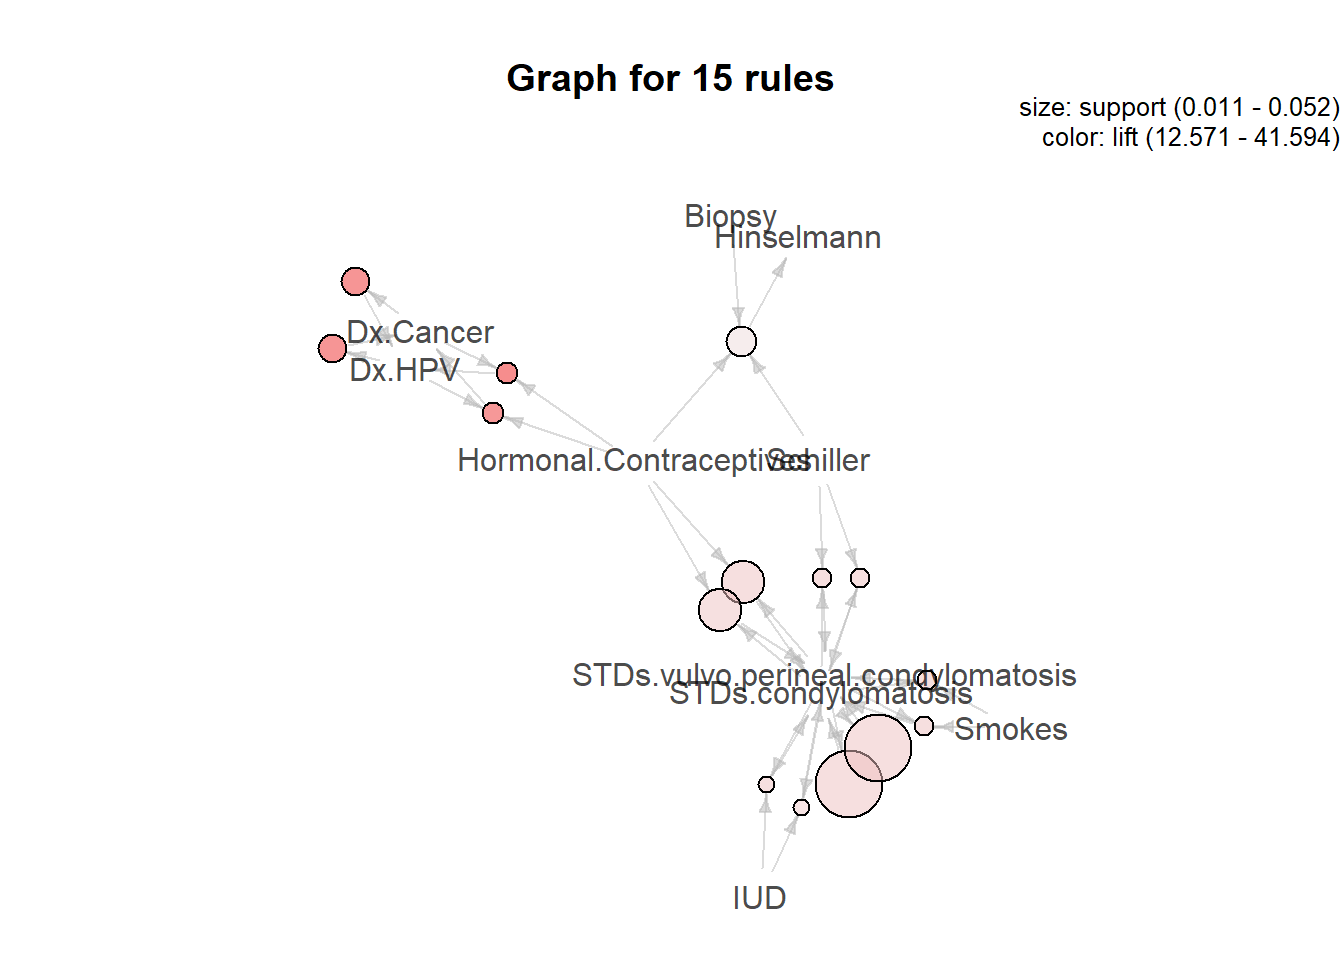 Graph for 15 rules
size: support (0.011 - 0.052)
color: lift (12.571 - 41.594)
Biopsy
Hinselmann
Dx.Cancer
Dx.HPV
Hormonal.Contraceptives
Schiller
STDs.vulvo.perineal.condylomatosis
STDs.condylomatosis
Smokes
IUD